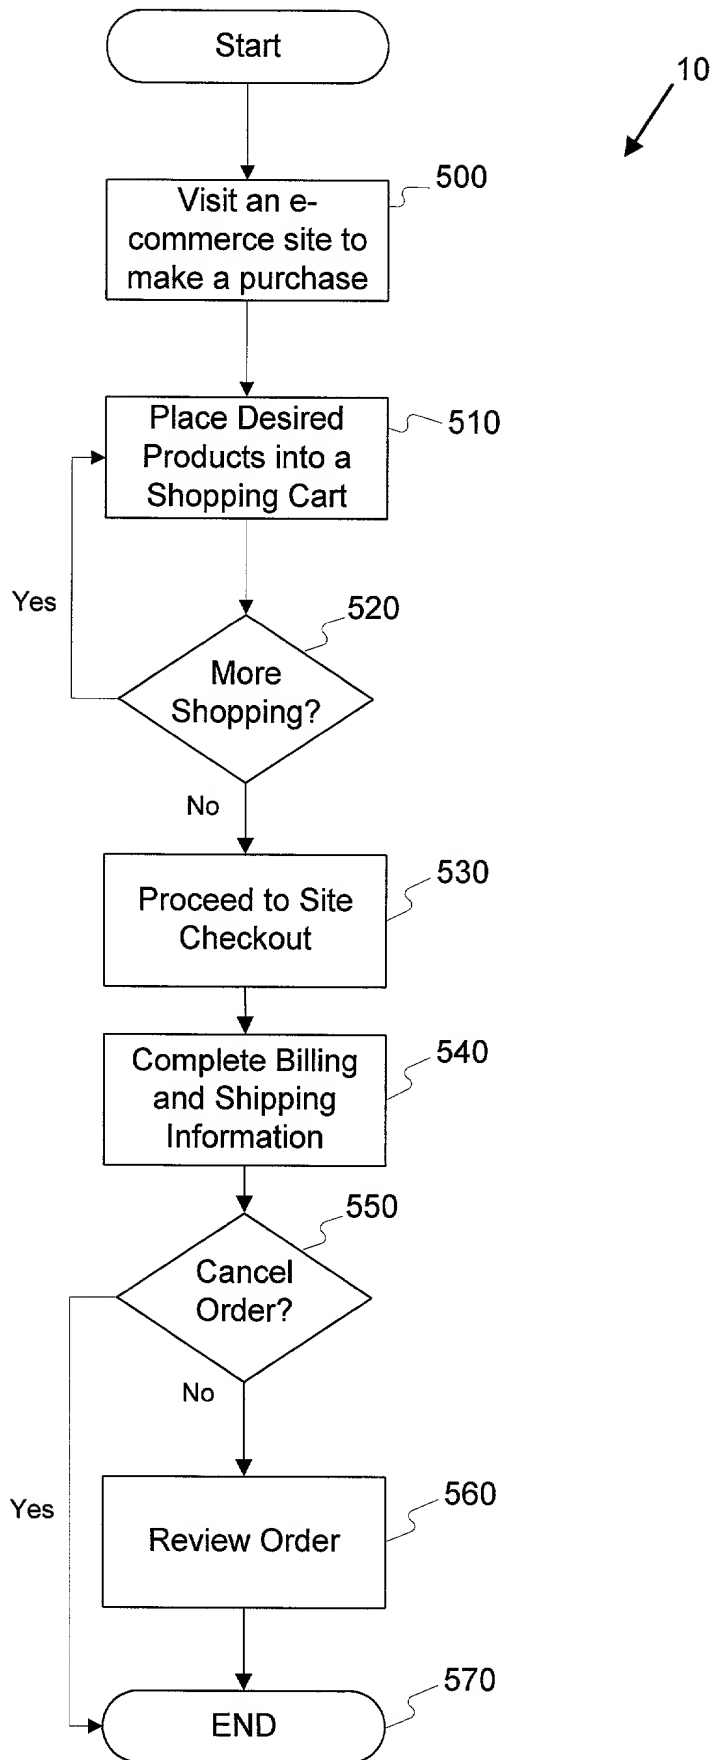 Start
10
500
Visit an e-
commerce site to
make a purchase
Place Desired
Products into a
Shopping Cart
510
Yes
520
More
Shopping?
No
Proceed to Site
Checkout
530
Complete Billing
and Shipping
Information
540
550
Cancel
Order?
No
Yes
Review Order
560
END
570